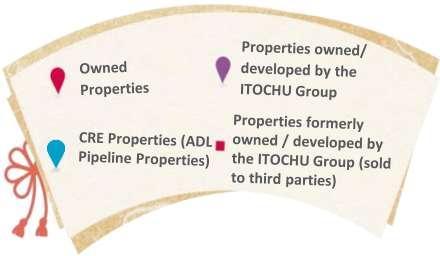 Owned
Properties
Properties owned/
developed by the
ITOCHU Group
CRE Properties (ADL
Pipeline Properties)
Properties formerly
owned / developed by
the ITOCHU Group (sold
to third parties)